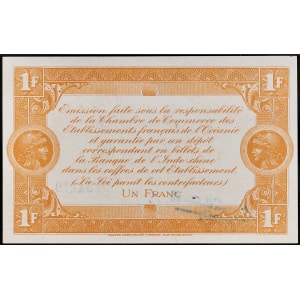 1F 1F
Emission faite sous la responsabilité
de la Chambre de Commerce des
Etablissements français de l'Océanie
et garantie par un dépôt
correspondant en billets de
la Banque de l'Indo-chine
dans les coffres de cet Etablissement
(La Loi punit les contrefacteurs)
UN FRANC
1F 1F